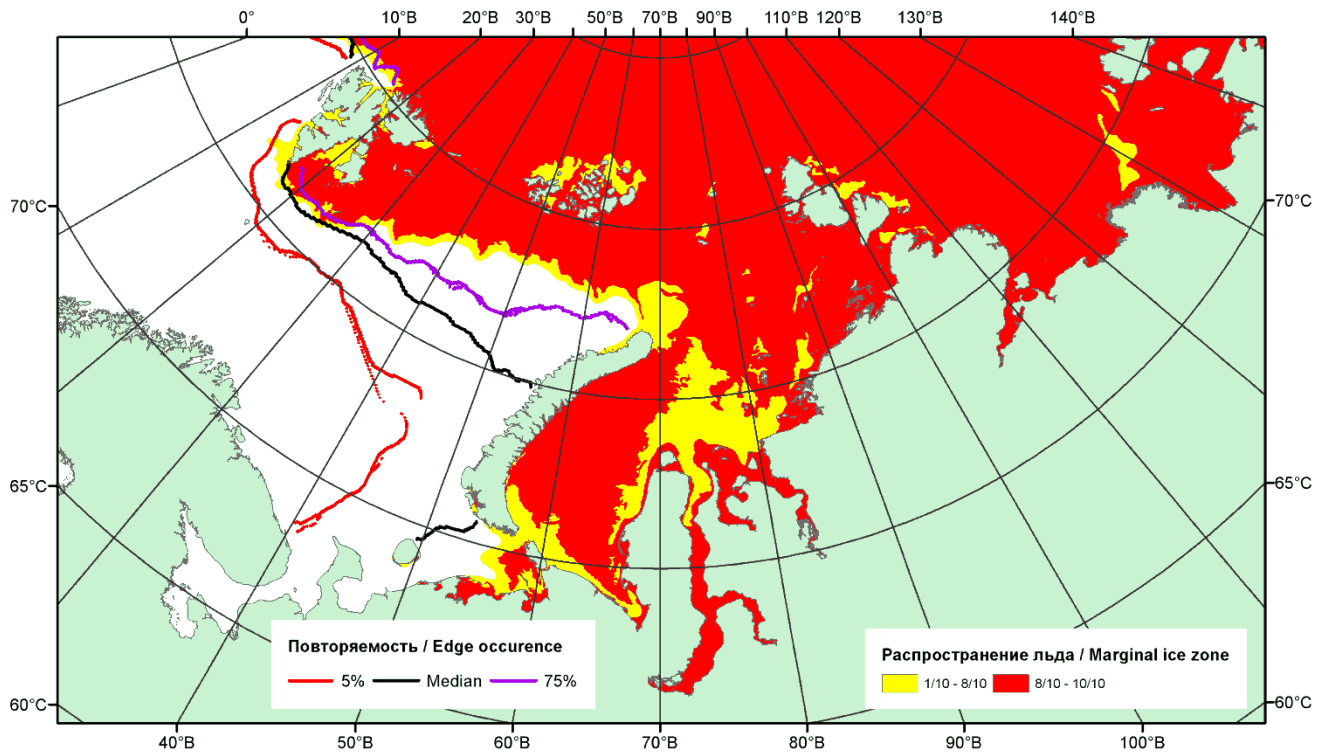 0° 10°В 20°В 30°В 50°В 70°В 90°В 110°В 120°В 130°В 140°В
70°С 70°С
65°С 65°С
60°С 60°С
Повторяемость / Edge occurence
5% Median 75%
Распространение льда / Marginal ice zone
1/10 - 8/10 8/10 - 10/10
40°В 50°В 60°В 70°В 80°В 90°В 100°В